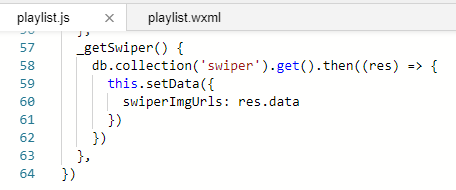 playlist.js × playlist.wxml
57 _getSwiper() {
58 db.collection('swiper').get().then((res) => {
59 this.setData({
60 swiperImgUrls: res.data
61 })
62 })
63 },
64 })